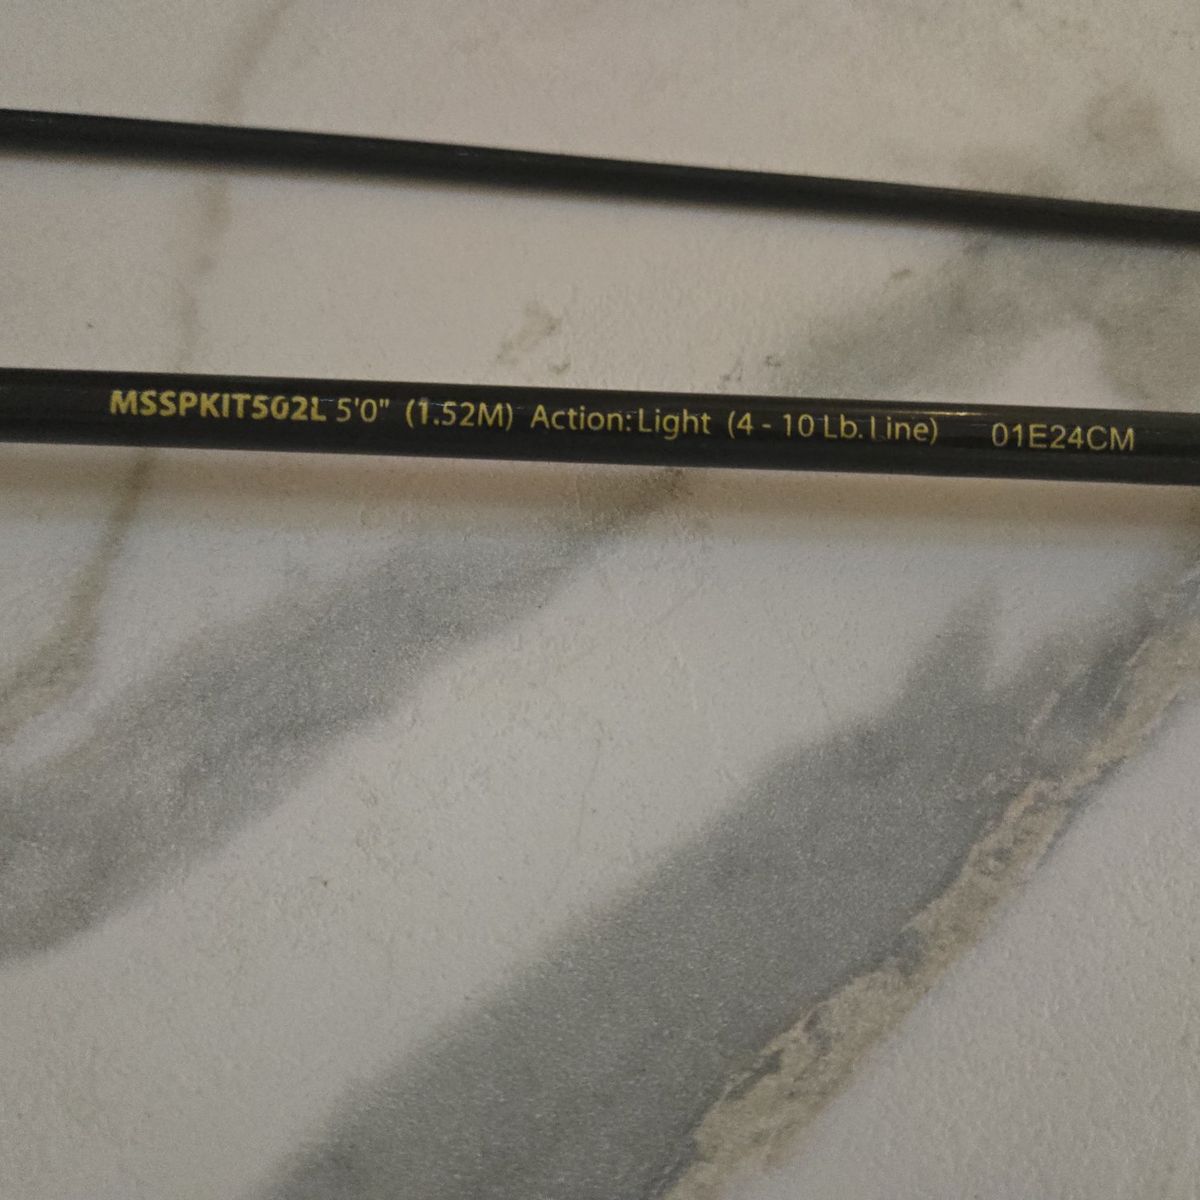 MSSPKIT502L 5'0" (1.52M) Action: Light (4 - 10 Lb. Line) 01E24CM